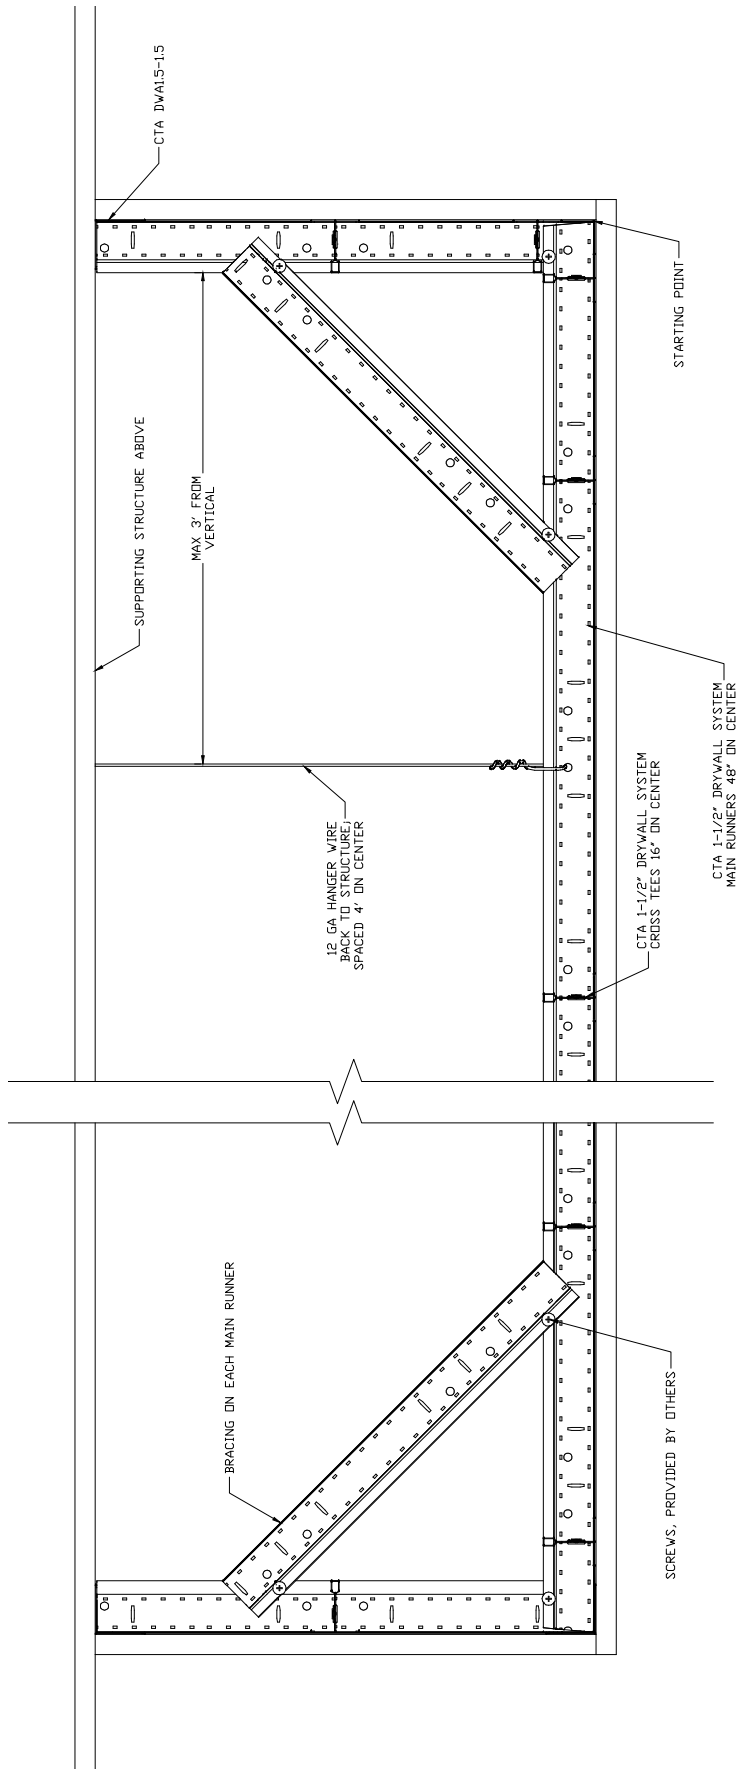 CTA DWA1.5-1.5
STARTING POINT
SUPPORTING STRUCTURE ABOVE
MAX 3' FROM
VERTICAL
12 GA HANGER WIRE
BACK TO STRUCTURE,
SPACED 4' ON CENTER
CTA 1-1/2" DRYWALL SYSTEM
CROSS TEES 16" ON CENTER
CTA 1-1/2" DRYWALL SYSTEM
MAIN RUNNERS 48" ON CENTER
BRACING ON EACH MAIN RUNNER
SCREWS, PROVIDED BY OTHERS